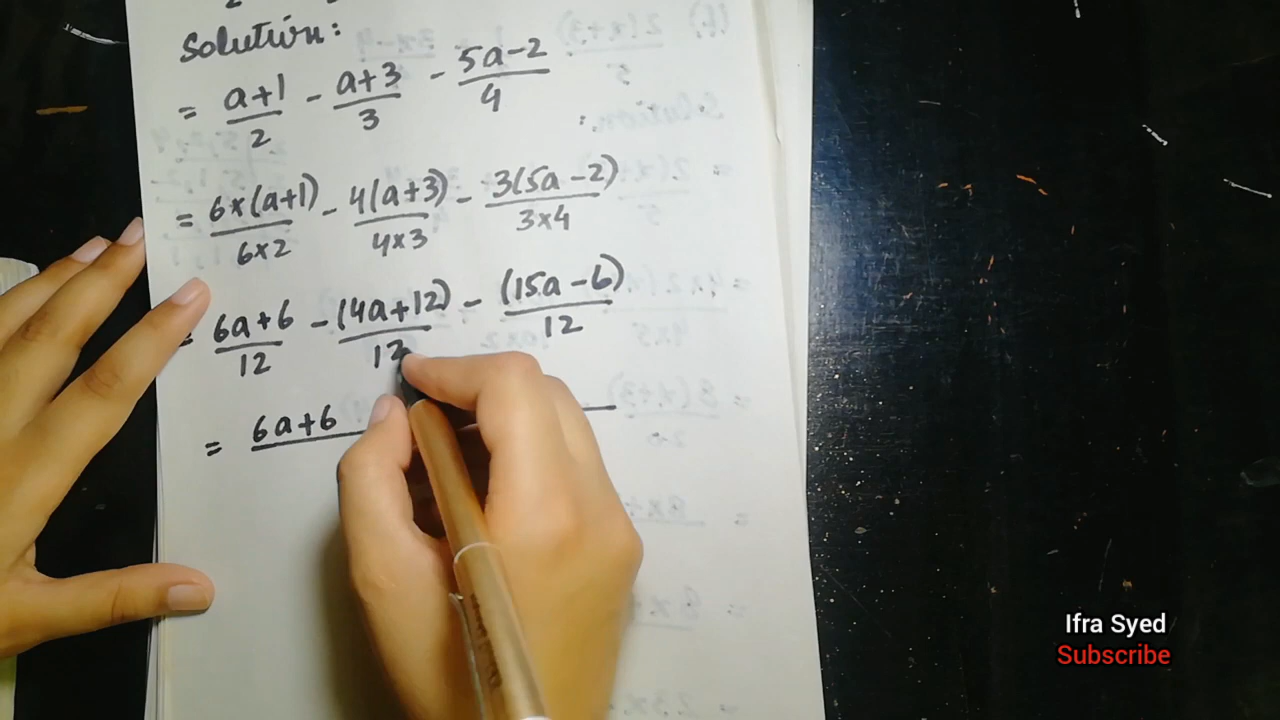 Solution:
= a+1/2 - a+3/3 - 5a-2/4
= 6×(a+1)/6×2 - 4(a+3)/4×3 - 3(5a-2)/3×4
= 6a+6/12 - (4a+12)/12 - (15a-6)/12
= 6a+6
Ifra Syed
Subscribe